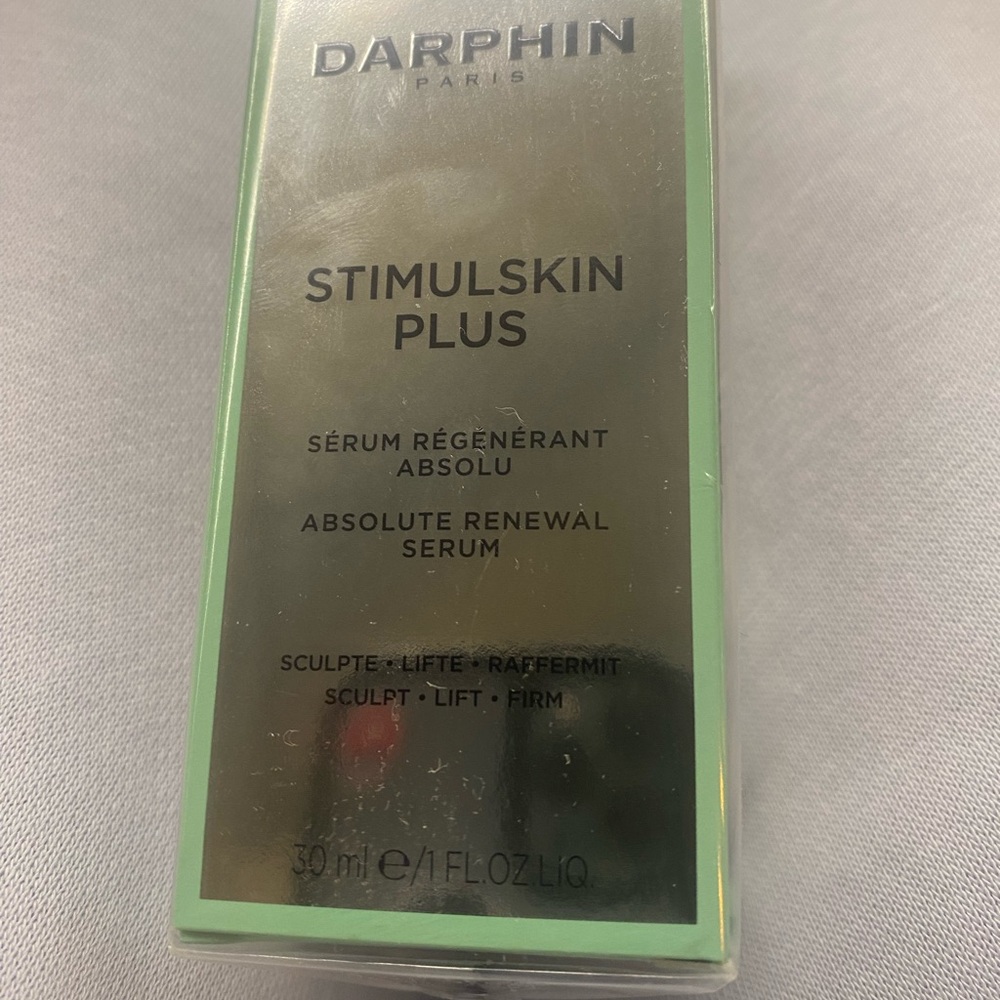 DARPHIN
PARIS
STIMULSKIN
PLUS
SÉRUM RÉGÉNÉRANT
ABSOLU
ABSOLUTE RENEWAL
SERUM
SCULPTE • LIFTE • RAFFERMIT
SCULPT • LIFT • FIRM
30 ml e/1 FL.OZ.LIQ.